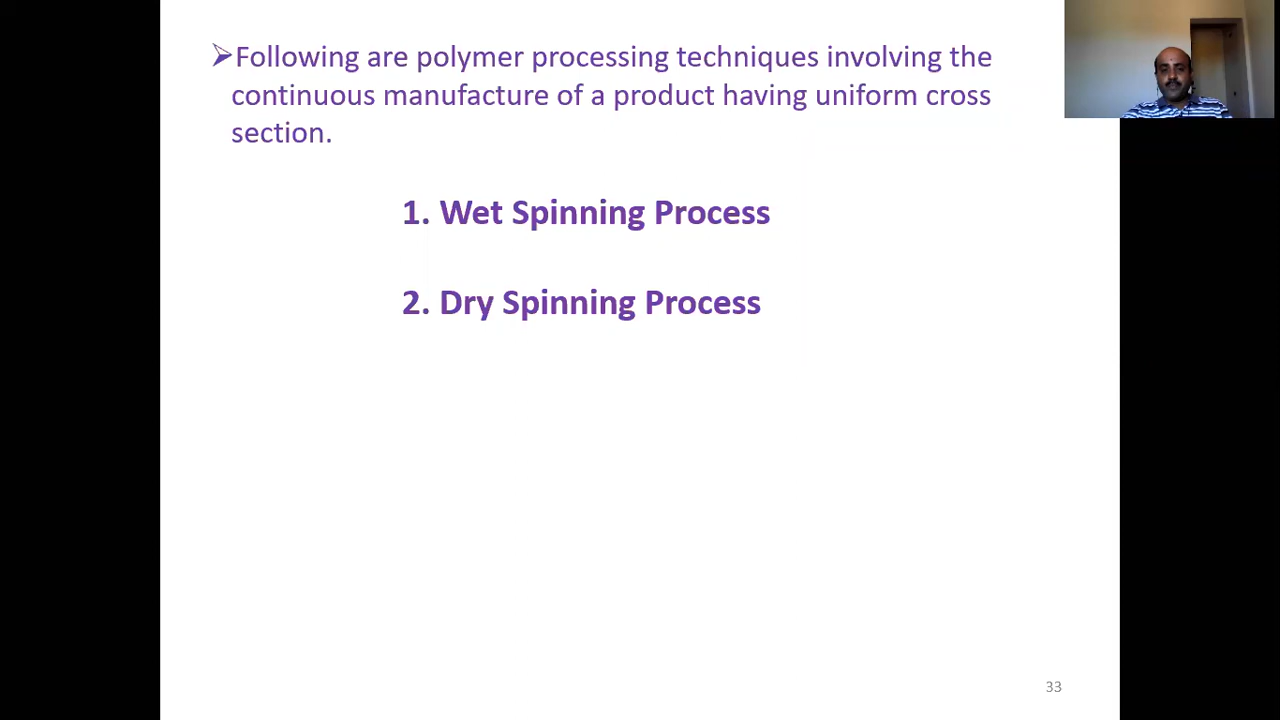 ➢Following are polymer processing techniques involving the
continuous manufacture of a product having uniform cross
section.
1. Wet Spinning Process
2. Dry Spinning Process
33